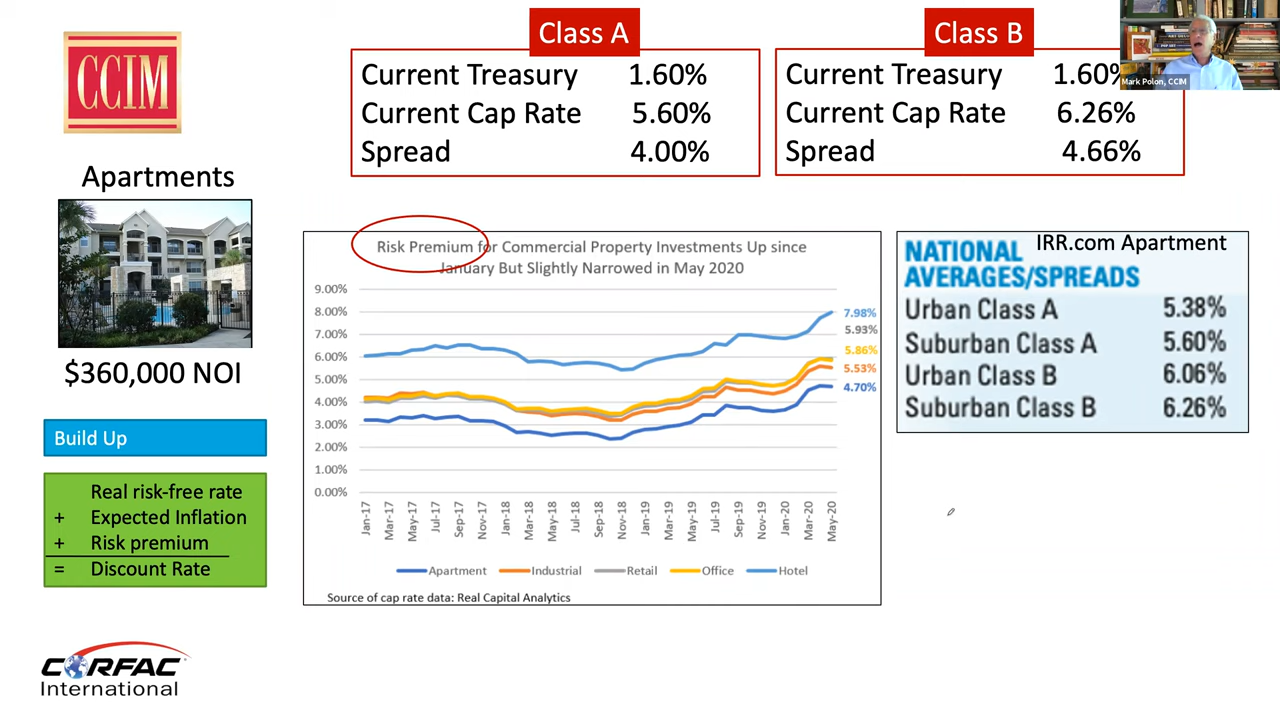 Class A
Class B
CCIM
Current Treasury 1.60%
Current Cap Rate 5.60%
Spread 4.00%
Current Treasury 1.60%
Current Cap Rate 6.26%
Spread 4.66%
Mark Polon, CCIM
Apartments
$360,000 NOI
Build Up
Real risk-free rate
+ Expected Inflation
+ Risk premium
= Discount Rate
Risk Premium for Commercial Property Investments Up since
January But Slightly Narrowed in May 2020
9.00%
8.00%
7.00%
6.00%
5.00%
4.00%
3.00%
2.00%
1.00%
0.00%
7.98%
5.93%
5.86%
5.53%
4.70%
Jan-17
Mar-17
May-17
Jul-17
Sep-17
Nov-17
Jan-18
Mar-18
May-18
Jul-18
Sep-18
Nov-18
Jan-19
Mar-19
May-19
Jul-19
Sep-19
Nov-19
Jan-20
Mar-20
May-20
Apartment Industrial Retail Office Hotel
Source of cap rate data: Real Capital Analytics
IRR.com Apartment
NATIONAL
AVERAGES/SPREADS
Urban Class A 5.38%
Suburban Class A 5.60%
Urban Class B 6.06%
Suburban Class B 6.26%
CORFAC
International